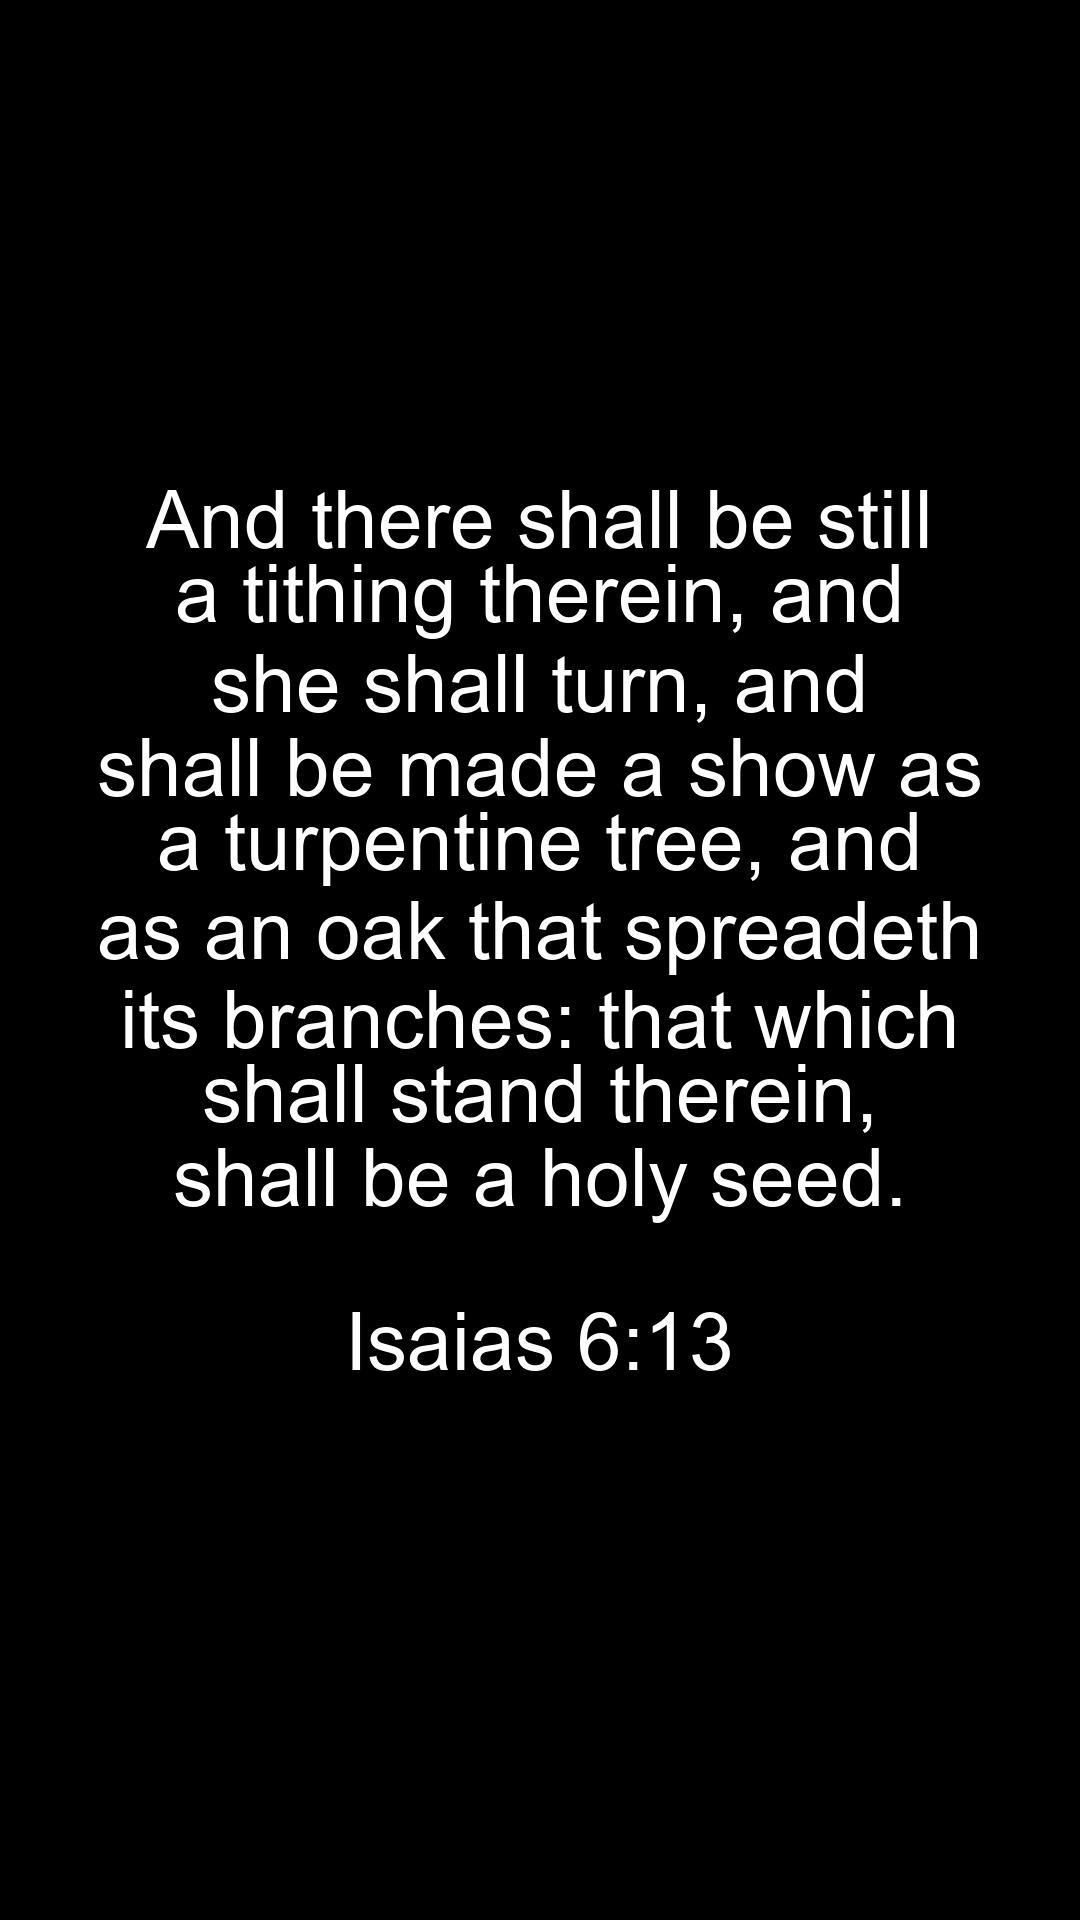 And there shall be still
a tithing therein, and
she shall turn, and
shall be made a show as
a turpentine tree, and
as an oak that spreadeth
its branches: that which
shall stand therein,
shall be a holy seed.
Isaias 6:13